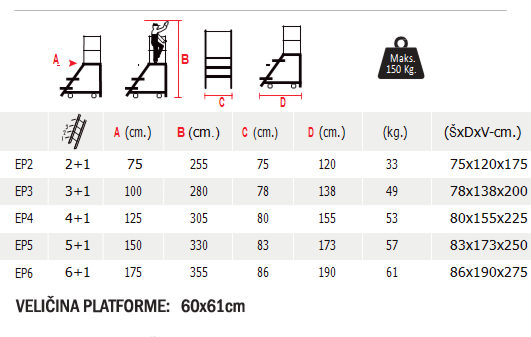 A
B
C
D
Maks.
150 Kg.
A (cm.) B (cm.) C (cm.) D (cm.) (kg.) (ŠxDxV-cm.)
EP2 2+1 75 255 75 120 33 75x120x175
EP3 3+1 100 280 78 138 49 78x138x200
EP4 4+1 125 305 80 155 53 80x155x225
EP5 5+1 150 330 83 173 57 83x173x250
EP6 6+1 175 355 86 190 61 86x190x275
VELIČINA PLATFORME: 60x61cm